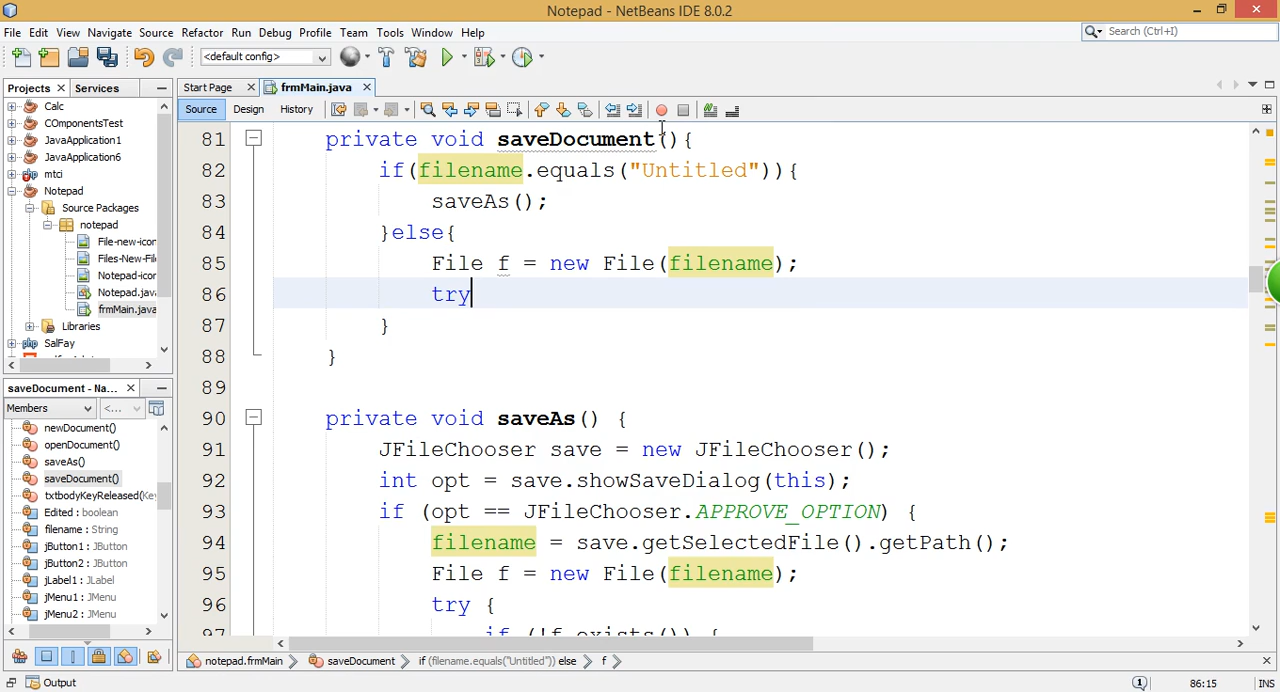 Notepad - NetBeans IDE 8.0.2
File Edit View Navigate Source Refactor Run Debug Profile Team Tools Window Help
Search (Ctrl+I)
<default config>
Projects Services
Start Page frmMain.java
Source Design History
Calc
COmponentsTest
JavaApplication1
JavaApplication6
mtci
Notepad
Source Packages
notepad
File-new-icon
Files-New-File
Notepad-icon
Notepad.java
frmMain.java
Libraries
SalFay
81 private void saveDocument(){
82 if(filename.equals("Untitled")){
83 saveAs();
84 }else{
85 File f = new File(filename);
86 try
87 }
88 }
89
90 private void saveAs() {
91 JFileChooser save = new JFileChooser();
92 int opt = save.showSaveDialog(this);
93 if (opt == JFileChooser.APPROVE_OPTION) {
94 filename = save.getSelectedFile().getPath();
95 File f = new File(filename);
96 try {
97 if (!f.exists()) {
saveDocument - Na...
Members <...
newDocument()
openDocument()
saveAs()
saveDocument()
txtbodyKeyReleased(Key
Edited : boolean
filename : String
jButton1 : JButton
jButton2 : JButton
jLabel1 : JLabel
jMenu1 : JMenu
jMenu2 : JMenu
notepad.frmMain saveDocument if (filename.equals("Untitled")) else f
Output
1
86:15
INS